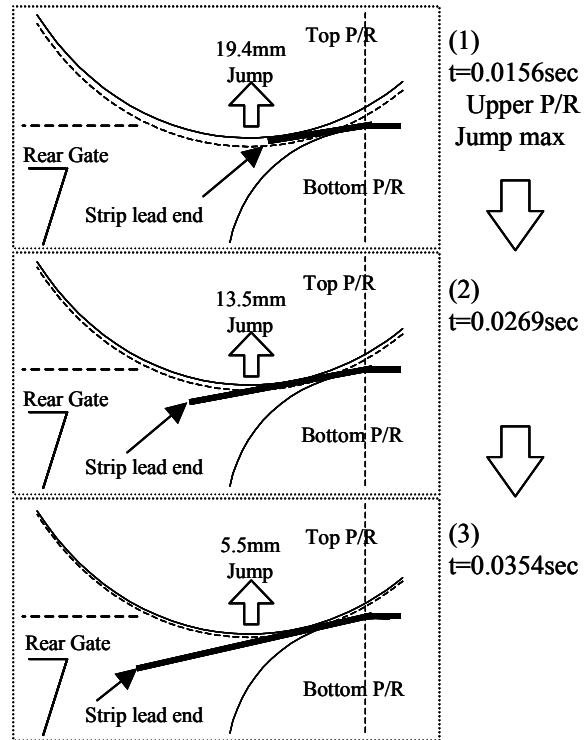 Top P/R
19.4mm
Jump
Rear Gate
Strip lead end
Bottom P/R
(1)
t=0.0156sec
Upper P/R
Jump max
Top P/R
13.5mm
Jump
Rear Gate
Strip lead end
Bottom P/R
(2)
t=0.0269sec
Top P/R
5.5mm
Jump
Rear Gate
Strip lead end
Bottom P/R
(3)
t=0.0354sec